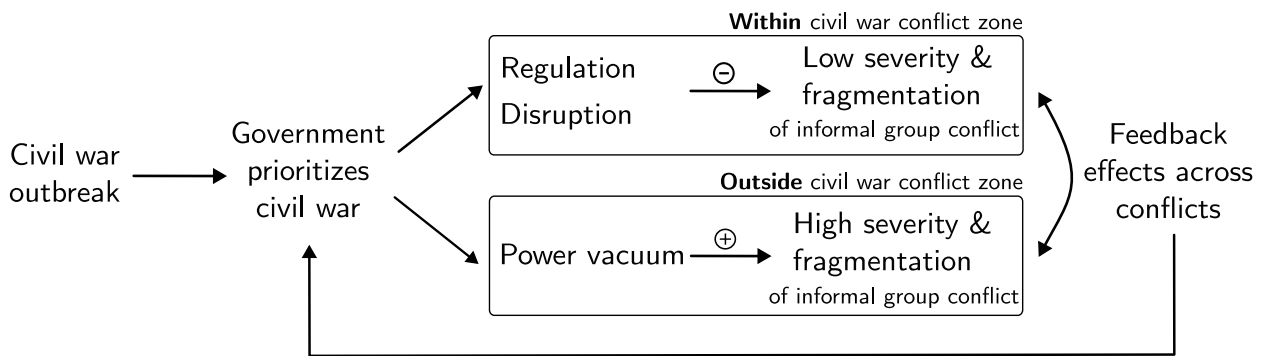 Civil war
outbreak
Government
prioritizes
civil war
Within civil war conflict zone
Regulation
Disruption
⊖
Low severity &
fragmentation
of informal group conflict
Outside civil war conflict zone
Power vacuum
⊕
High severity &
fragmentation
of informal group conflict
Feedback
effects across
conflicts